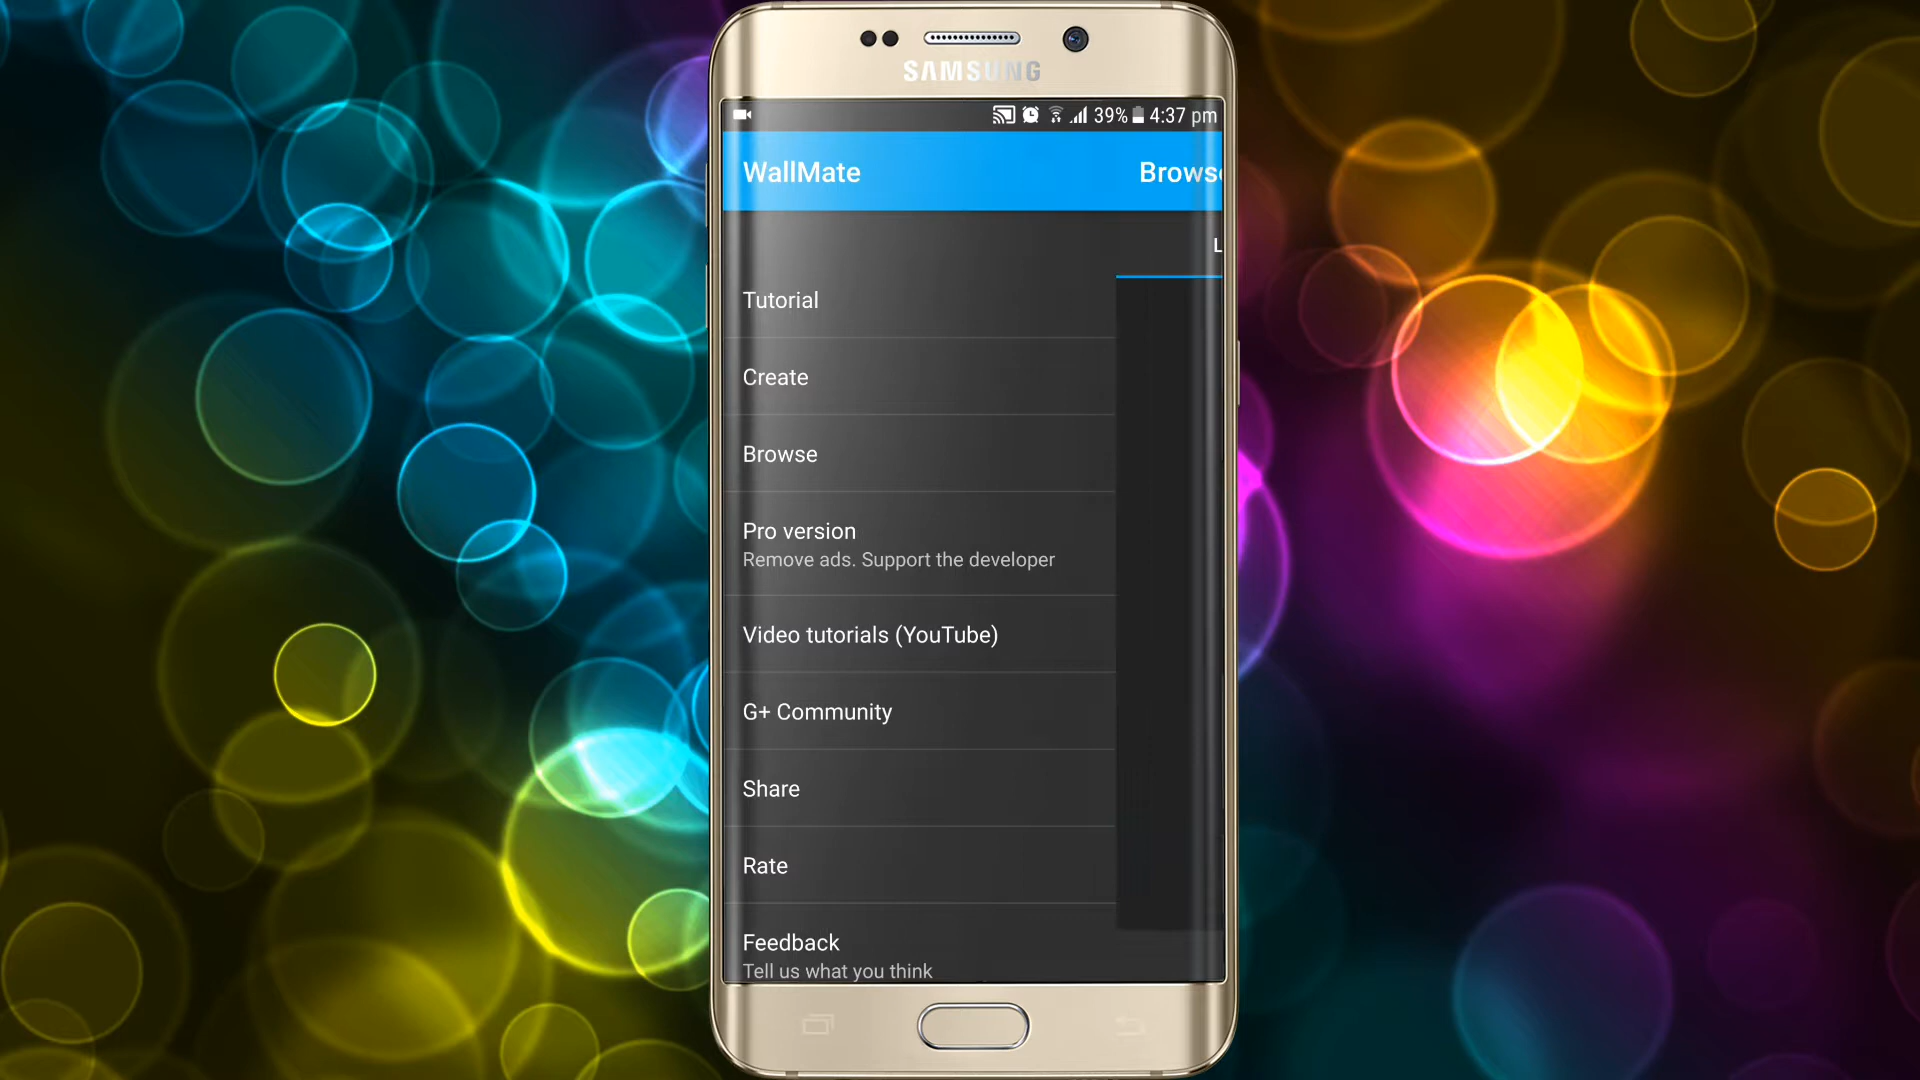 SAMSUNG
39% 4:37 pm
WallMate
Brows
L
Tutorial
Create
Browse
Pro version
Remove ads. Support the developer
Video tutorials (YouTube)
G+ Community
Share
Rate
Feedback
Tell us what you think